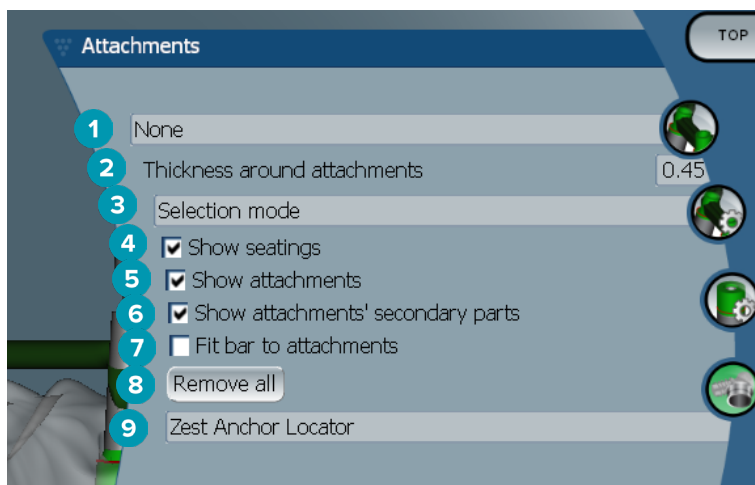 Attachments
TOP
1 None
2 Thickness around attachments 0.45
3 Selection mode
4 Show seatings
5 Show attachments
6 Show attachments' secondary parts
7 Fit bar to attachments
8 Remove all
9 Zest Anchor Locator